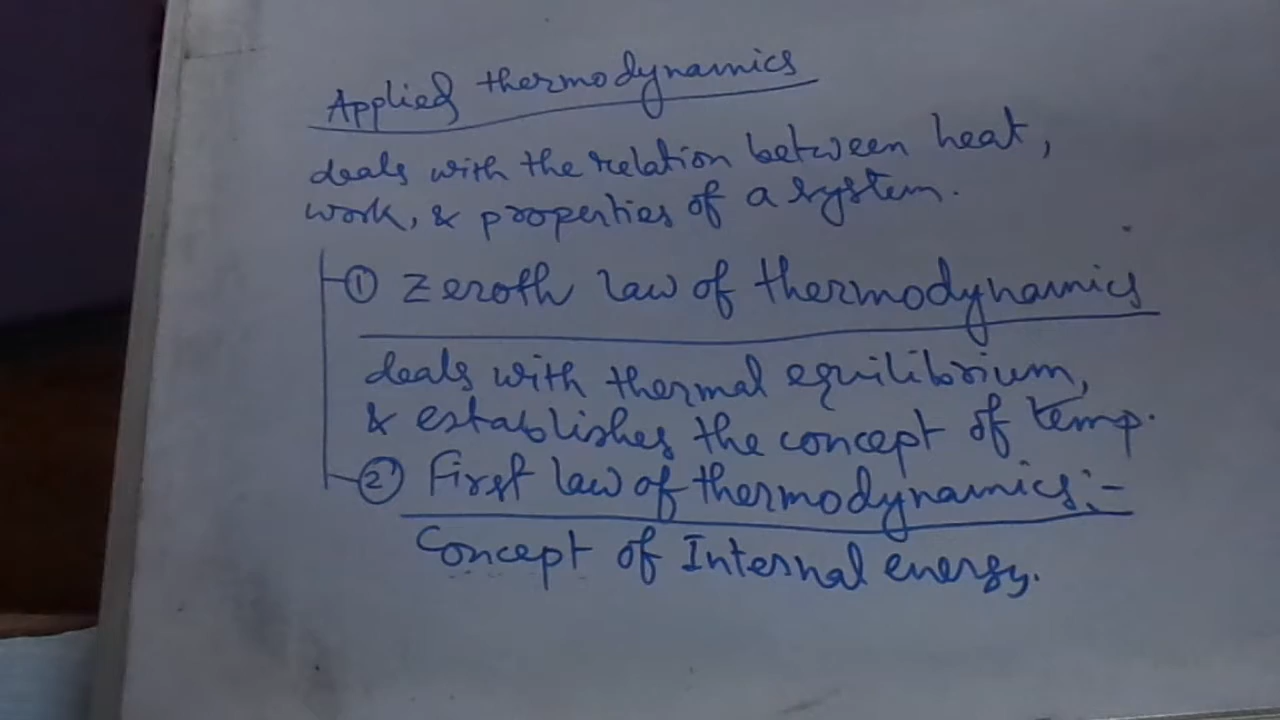 Applied thermodynamics
deals with the relation between heat,
work, & properties of a system.
① Zeroth law of thermodynamics
deals with thermal equilibrium,
& establishes the concept of temp.
② First law of thermodynamics:-
Concept of Internal energy.